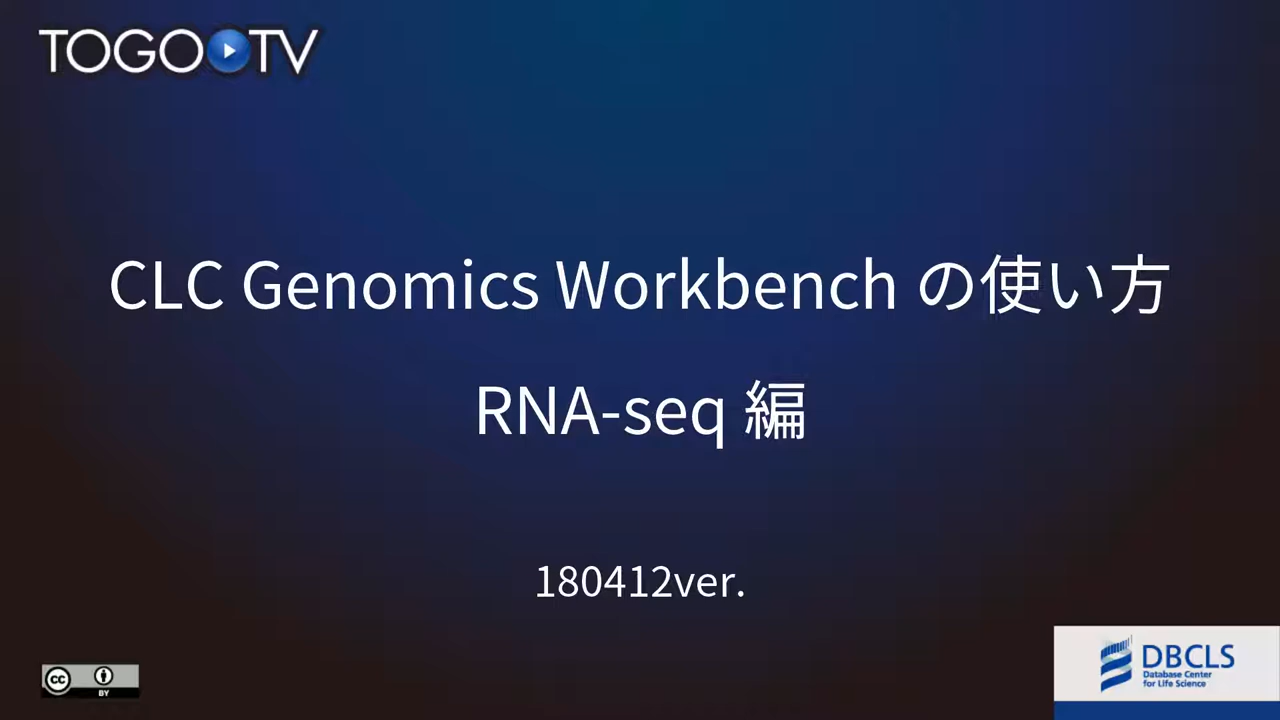 TOGO TV
CLC Genomics Workbench の使い方
RNA-seq 編
180412ver.
cc
BY
DBCLS
Database Center
for Life Science